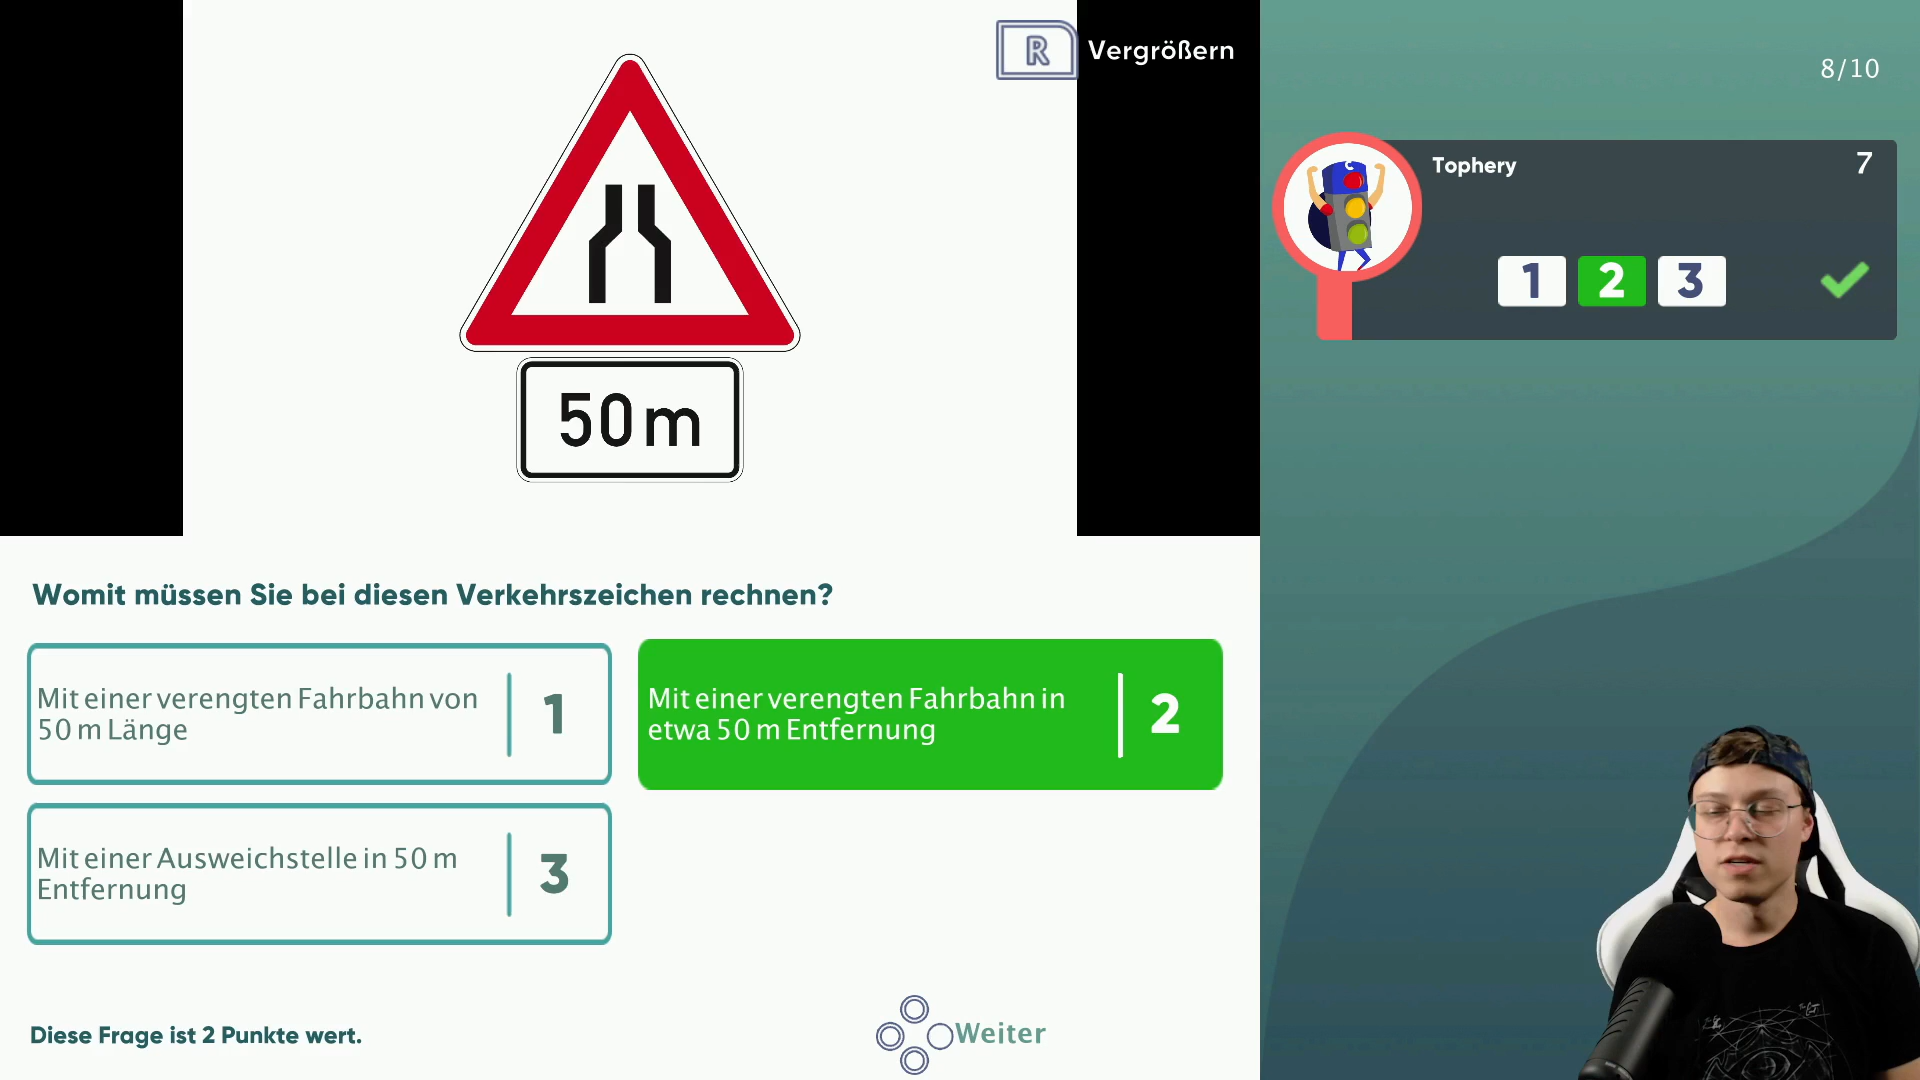 R Vergrößern
8/10
Tophery 7
1 2 3
50 m
Womit müssen Sie bei diesen Verkehrszeichen rechnen?
Mit einer verengten Fahrbahn von
50 m Länge
1
Mit einer verengten Fahrbahn in
etwa 50 m Entfernung
2
Mit einer Ausweichstelle in 50 m
Entfernung
3
Diese Frage ist 2 Punkte wert.
Weiter